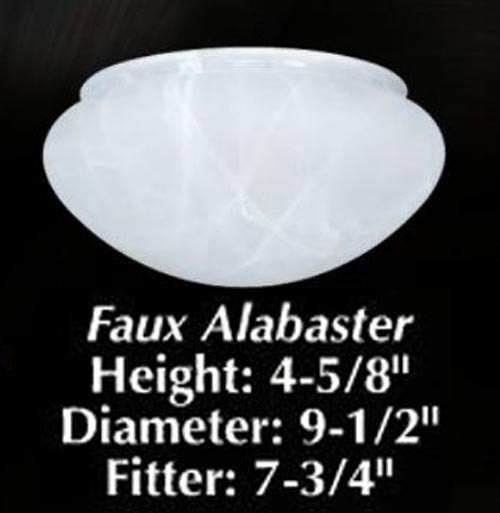 Faux Alabaster
Height: 4-5/8"
Diameter: 9-1/2"
Fitter: 7-3/4"